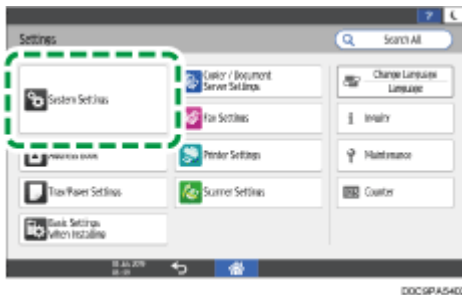 ?
Settings
Search All
System Settings
Copier / Document
Server Settings
Change Language
Language
Fax Settings
i Inquiry
Address Book
Printer Settings
Maintenance
Tray/Paper Settings
Scanner Settings
Counter
Basic Settings
When Installing
D0C9PA5402